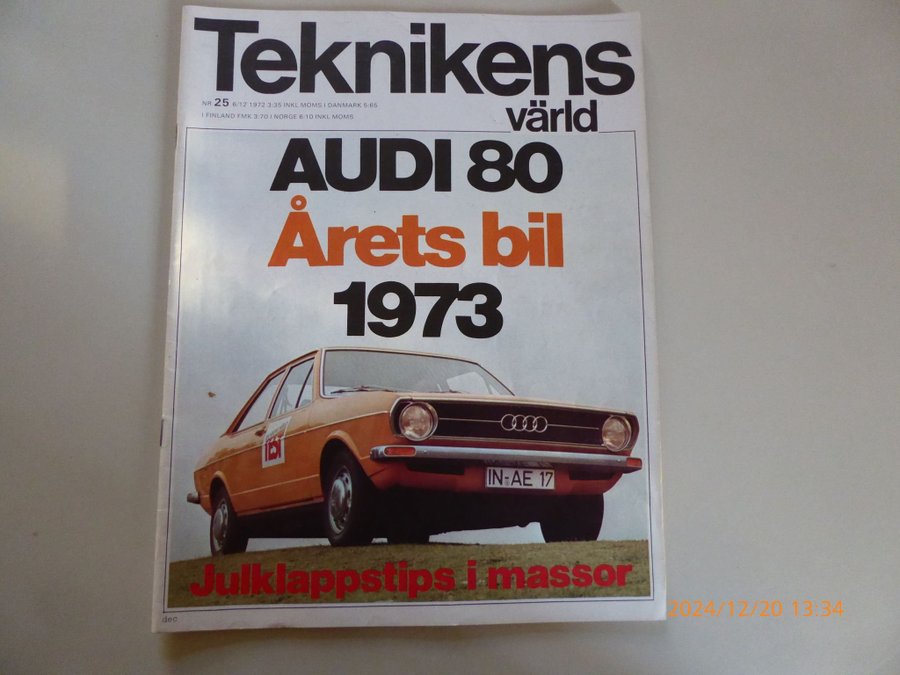 Teknikens
värld
NR 25 6/12 1972 3:35 INKL MOMS I DANMARK 5:65
I FINLAND FMK 3:70 I NORGE 6:10 INKL MOMS
AUDI 80
Årets bil
1973
TEST
IN-AE 17
Julklappstips i massor
dec
2024/12/20 13:34